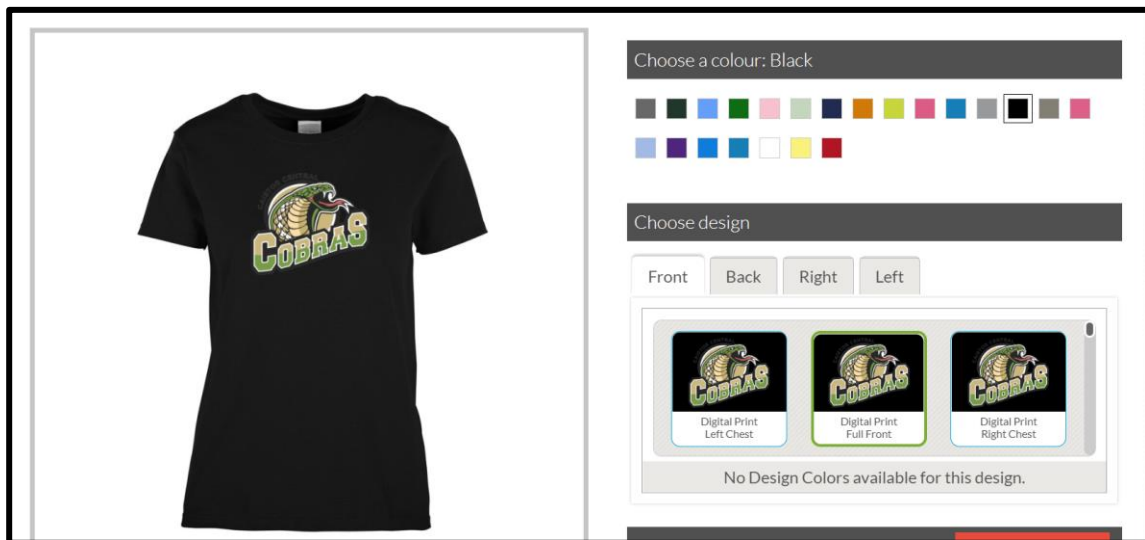 Choose a colour: Black
COBRAS
Choose design
Front
Back
Right
Left
COBRAS
COBRAS
COBRAS
Digital Print
Left Chest
Digital Print
Full Front
Digital Print
Right Chest
No Design Colors available for this design.